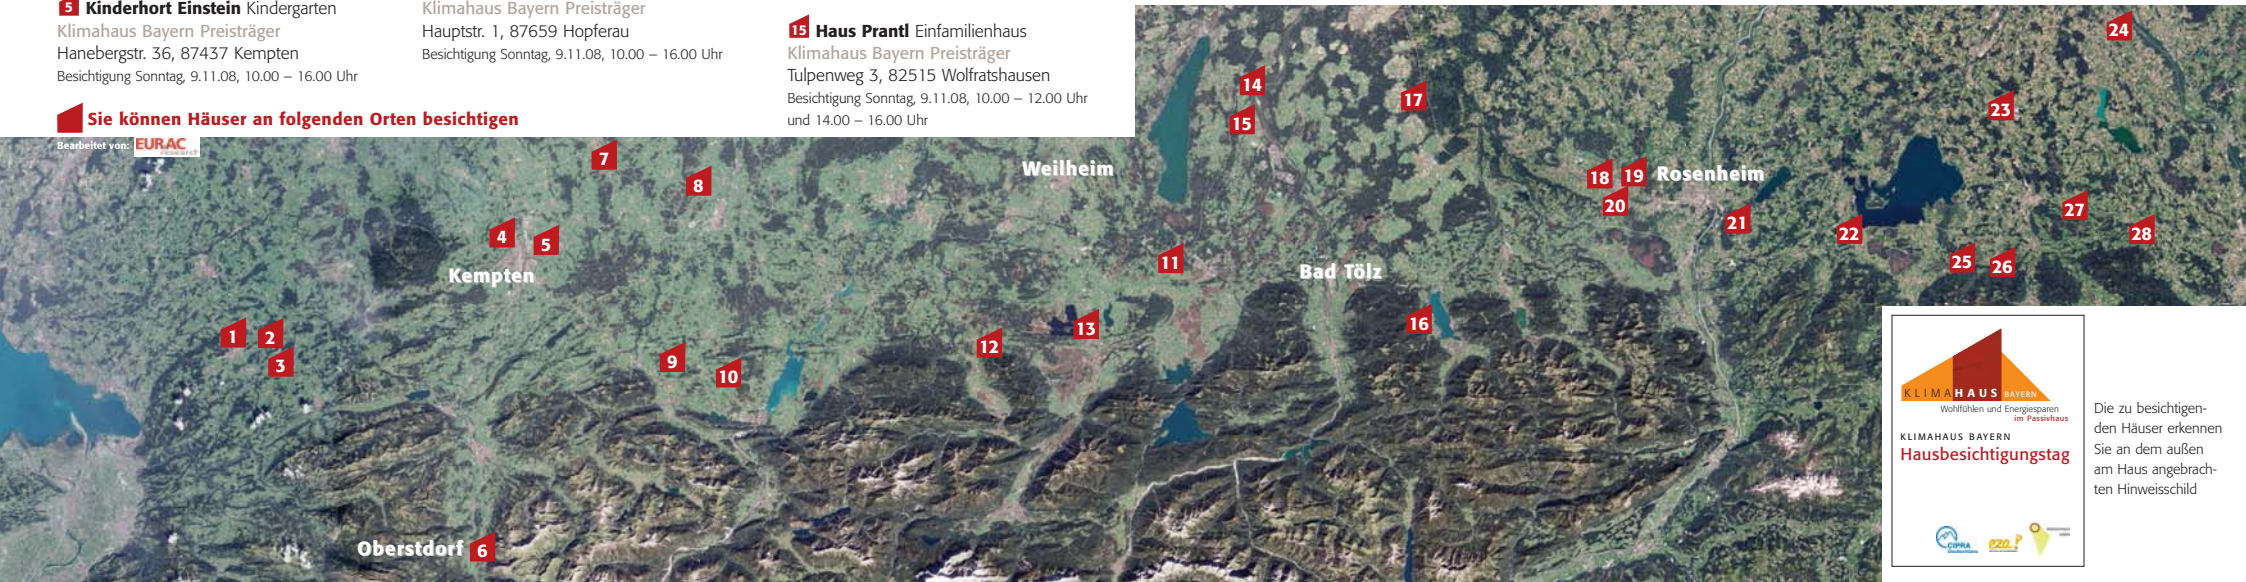 5 Kinderhort Einstein Kindergarten
Klimahaus Bayern Preisträger
Hanebergstr. 36, 87437 Kempten
Besichtigung Sonntag, 9.11.08, 10.00 – 16.00 Uhr
Klimahaus Bayern Preisträger
Hauptstr. 1, 87659 Hopferau
Besichtigung Sonntag, 9.11.08, 10.00 – 16.00 Uhr
15 Haus Prantl Einfamilienhaus
Klimahaus Bayern Preisträger
Tulpenweg 3, 82515 Wolfratshausen
Besichtigung Sonntag, 9.11.08, 10.00 – 12.00 Uhr
und 14.00 – 16.00 Uhr
Sie können Häuser an folgenden Orten besichtigen
Bearbeitet von: EURAC
research
24
14
17
23
15
7
Weilheim
8
18
19
Rosenheim
20
27
21
4
5
22
28
11
25
26
Kempten
Bad Tölz
1
2
13
16
12
3
9
10
Oberstdorf
6
KLIMAHAUS BAYERN
Wohlfühlen und Energiesparen
im Passivhaus
KLIMAHAUS BAYERN
Hausbesichtigungstag
CIPRA
eza!
Die zu besichtigen-
den Häuser erkennen
Sie an dem außen
am Haus angebrach-
ten Hinweisschild